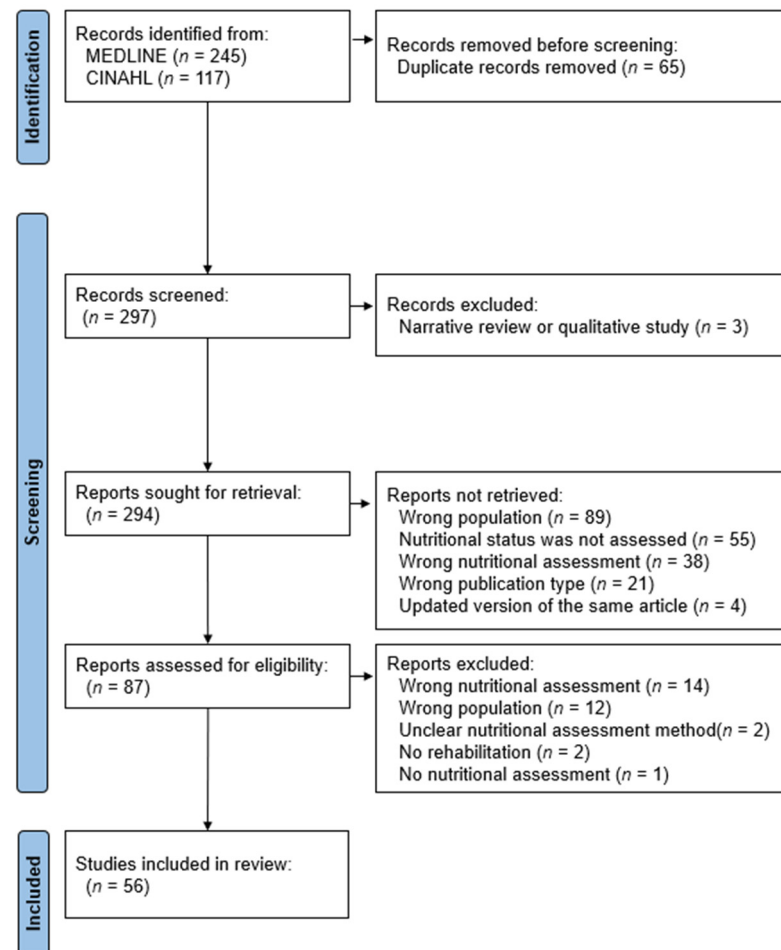 Identification
Records identified from:
MEDLINE (n = 245)
CINAHL (n = 117)
Records removed before screening:
Duplicate records removed (n = 65)
Screening
Records screened:
(n = 297)
Records excluded:
Narrative review or qualitative study (n = 3)
Reports sought for retrieval:
(n = 294)
Reports not retrieved:
Wrong population (n = 89)
Nutritional status was not assessed (n = 55)
Wrong nutritional assessment (n = 38)
Wrong publication type (n = 21)
Updated version of the same article (n = 4)
Reports assessed for eligibility:
(n = 87)
Reports excluded:
Wrong nutritional assessment (n = 14)
Wrong population (n = 12)
Unclear nutritional assessment method(n = 2)
No rehabilitation (n = 2)
No nutritional assessment (n = 1)
Included
Studies included in review:
(n = 56)